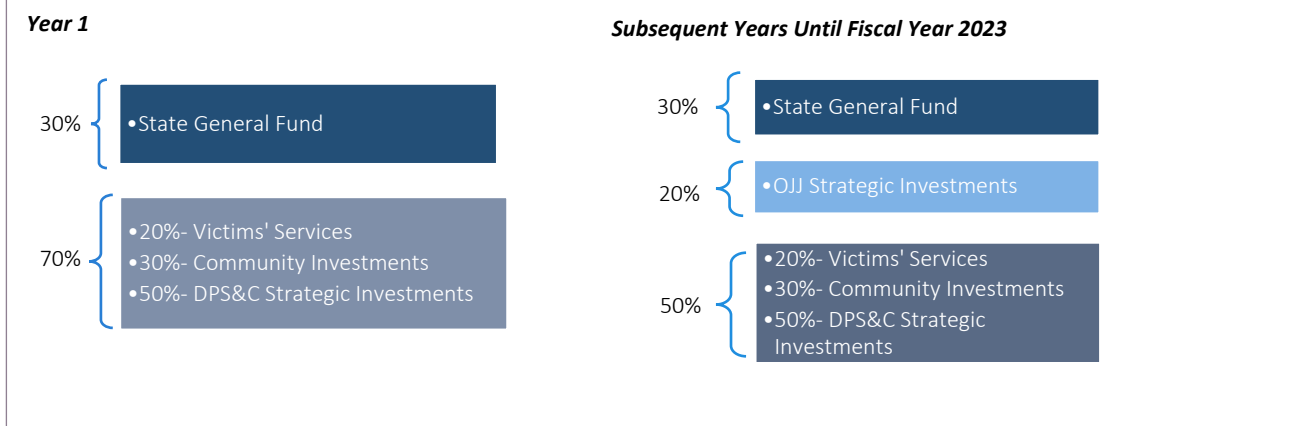 Year 1
30%
•State General Fund
70%
•20%- Victims' Services
•30%- Community Investments
•50%- DPS&C Strategic Investments
Subsequent Years Until Fiscal Year 2023
30%
•State General Fund
20%
•OJJ Strategic Investments
50%
•20%- Victims' Services
•30%- Community Investments
•50%- DPS&C Strategic
Investments